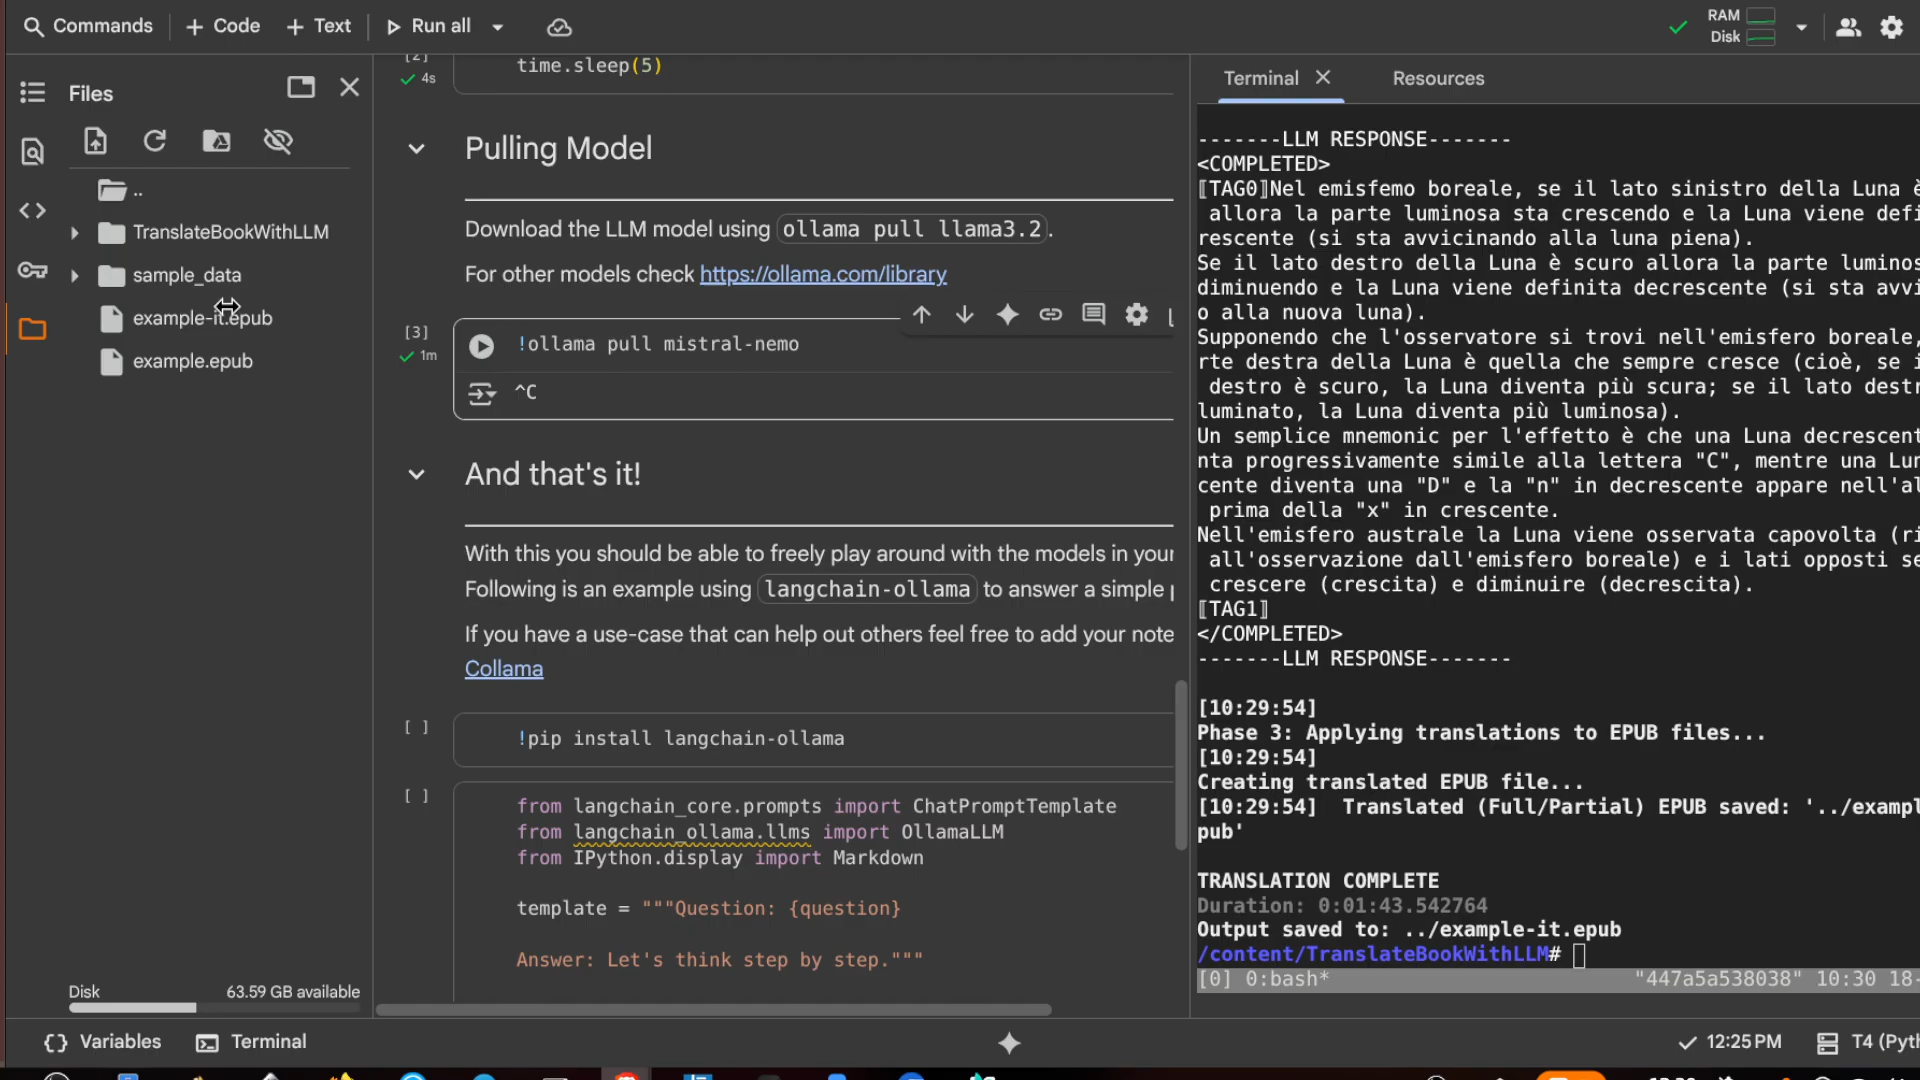 Commands
+ Code
+ Text
Run all
RAM
Disk
Files
..
TranslateBookWithLLM
sample_data
example-it.epub
example.epub
Disk
63.59 GB available
[2]
4s
time.sleep(5)
Pulling Model
Download the LLM model using ollama pull llama3.2.
For other models check https://ollama.com/library
[3]
1m
!ollama pull mistral-nemo
^C
And that's it!
With this you should be able to freely play around with the models in your
Following is an example using langchain-ollama to answer a simple
If you have a use-case that can help out others feel free to add your note
Collama
[ ]
!pip install langchain-ollama
[ ]
from langchain_core.prompts import ChatPromptTemplate
from langchain_ollama.llms import OllamaLLM
from IPython.display import Markdown
template = """Question: {question}
Answer: Let's think step by step."""
Terminal
Resources
-------LLM RESPONSE-------
<COMPLETED>
⟦TAG0⟧Nel emisfemo boreale, se il lato sinistro della Luna è
allora la parte luminosa sta crescendo e la Luna viene defi
rescente (si sta avvicinando alla luna piena).
Se il lato destro della Luna è scuro allora la parte luminos
diminuendo e la Luna viene definita decrescente (si sta avvi
o alla nuova luna).
Supponendo che l'osservatore si trovi nell'emisfero boreale,
rte destra della Luna è quella che sempre cresce (cioè, se i
destro è scuro, la Luna diventa più scura; se il lato destr
luminato, la Luna diventa più luminosa).
Un semplice mnemonic per l'effetto è che una Luna decrescent
nta progressivamente simile alla lettera "C", mentre una Lun
cente diventa una "D" e la "n" in decrescente appare nell'al
prima della "x" in crescente.
Nell'emisfero australe la Luna viene osservata capovolta (ri
all'osservazione dall'emisfero boreale) e i lati opposti se
crescere (crescita) e diminuire (decrescita).
⟦TAG1⟧
</COMPLETED>
-------LLM RESPONSE-------
[10:29:54]
Phase 3: Applying translations to EPUB files...
[10:29:54]
Creating translated EPUB file...
[10:29:54] Translated (Full/Partial) EPUB saved: '../exampl
pub'
TRANSLATION COMPLETE
Duration: 0:01:43.542764
Output saved to: ../example-it.epub
/content/TranslateBookWithLLM#
[0] 0:bash*
"447a5a538038" 10:30 18-
Variables
Terminal
12:25 PM
T4 (Pyth